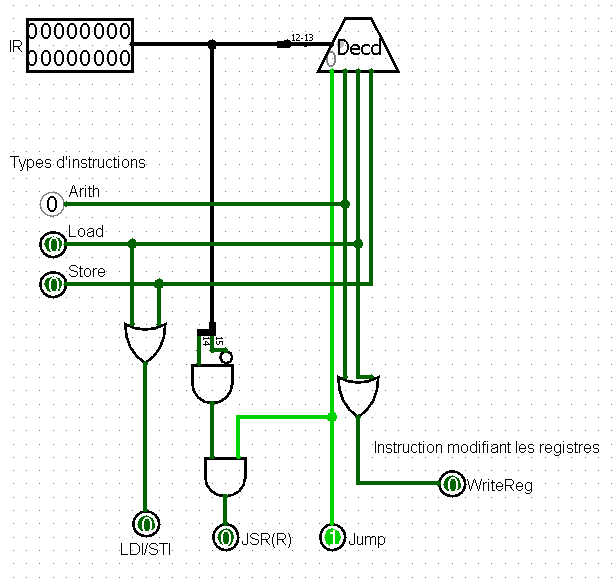 00000000
IR
00000000
12-13
Decd
0
Types d'instructions
Arith
0
Load
0
Store
0
14
15
Instruction modifiant les registres
0
WriteReg
0
LDI/STI
0
JSR(R)
1
Jump